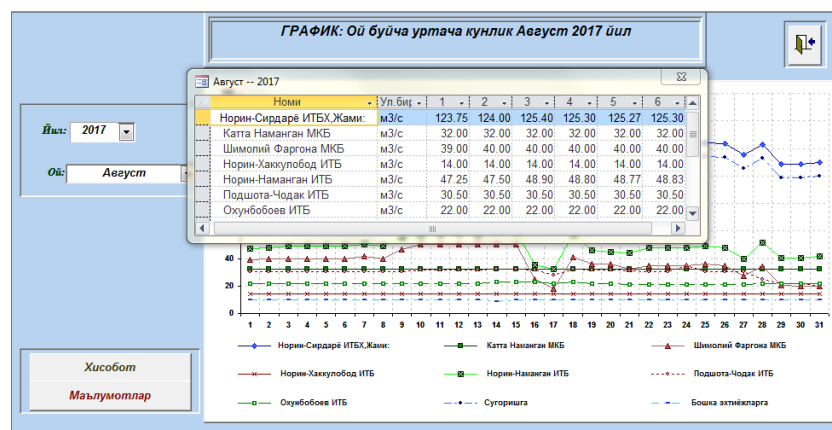 ГРАФИК: Ой буйча уртача кунлик Август 2017 йил
Август -- 2017
Номи Ул.бир 1 2 3 4 5 6
Норин-Сирдарё ИТБХ,Жами: м3/с 123.75 124.00 125.40 125.30 125.27 125.30
Катта Наманган МКБ м3/с 32.00 32.00 32.00 32.00 32.00 32.00
Шимолий Фаргона МКБ м3/с 39.00 40.00 40.00 40.00 40.00 40.00
Норин-Хаккулобод ИТБ м3/с 14.00 14.00 14.00 14.00 14.00 14.00
Норин-Наманган ИТБ м3/с 47.25 47.50 48.90 48.80 48.77 48.83
Подшота-Чодак ИТБ м3/с 30.50 30.50 30.50 30.50 30.50 30.50
Охунбобоев ИТБ м3/с 22.00 22.00 22.00 22.00 22.00 22.00
Йил: 2017
Ой: Август
40
20
0
1 2 3 4 5 6 7 8 9 10 11 12 13 14 15 16 17 18 19 20 21 22 23 24 25 26 27 28 29 30 31
Норин-Сирдарё ИТБХ,Жами: Катта Наманган МКБ Шимолий Фаргона МКБ
Норин-Хаккулобод ИТБ Норин-Наманган ИТБ Подшота-Чодак ИТБ
Охунбобоев ИТБ Сугоришга Бошка эхтиёжларга
Хисобот
Маълумотлар